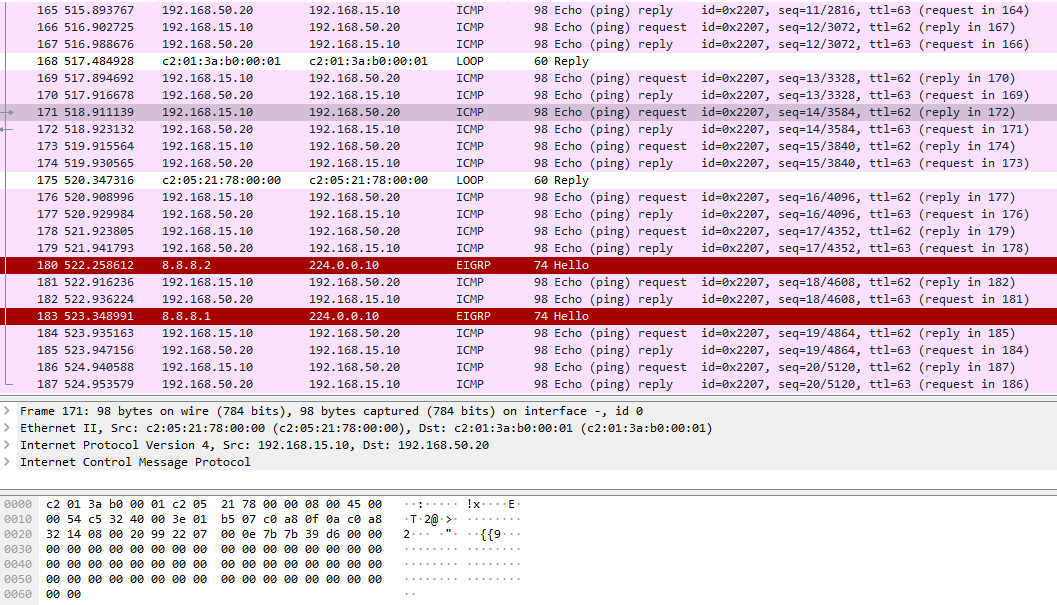 165 515.893767 192.168.50.20 192.168.15.10 ICMP 98 Echo (ping) reply id=0x2207, seq=11/2816, ttl=63 (request in 164)
166 516.902725 192.168.15.10 192.168.50.20 ICMP 98 Echo (ping) request id=0x2207, seq=12/3072, ttl=62 (reply in 167)
167 516.988676 192.168.50.20 192.168.15.10 ICMP 98 Echo (ping) reply id=0x2207, seq=12/3072, ttl=63 (request in 166)
168 517.484928 c2:01:3a:b0:00:01 c2:01:3a:b0:00:01 LOOP 60 Reply
169 517.894692 192.168.15.10 192.168.50.20 ICMP 98 Echo (ping) request id=0x2207, seq=13/3328, ttl=62 (reply in 170)
170 517.916678 192.168.50.20 192.168.15.10 ICMP 98 Echo (ping) reply id=0x2207, seq=13/3328, ttl=63 (request in 169)
171 518.911139 192.168.15.10 192.168.50.20 ICMP 98 Echo (ping) request id=0x2207, seq=14/3584, ttl=62 (reply in 172)
172 518.923132 192.168.50.20 192.168.15.10 ICMP 98 Echo (ping) reply id=0x2207, seq=14/3584, ttl=63 (request in 171)
173 519.915564 192.168.15.10 192.168.50.20 ICMP 98 Echo (ping) request id=0x2207, seq=15/3840, ttl=62 (reply in 174)
174 519.930565 192.168.50.20 192.168.15.10 ICMP 98 Echo (ping) reply id=0x2207, seq=15/3840, ttl=63 (request in 173)
175 520.347316 c2:05:21:78:00:00 c2:05:21:78:00:00 LOOP 60 Reply
176 520.908996 192.168.15.10 192.168.50.20 ICMP 98 Echo (ping) request id=0x2207, seq=16/4096, ttl=62 (reply in 177)
177 520.929984 192.168.50.20 192.168.15.10 ICMP 98 Echo (ping) reply id=0x2207, seq=16/4096, ttl=63 (request in 176)
178 521.923805 192.168.15.10 192.168.50.20 ICMP 98 Echo (ping) request id=0x2207, seq=17/4352, ttl=62 (reply in 179)
179 521.941793 192.168.50.20 192.168.15.10 ICMP 98 Echo (ping) reply id=0x2207, seq=17/4352, ttl=63 (request in 178)
180 522.258612 8.8.8.2 224.0.0.10 EIGRP 74 Hello
181 522.916236 192.168.15.10 192.168.50.20 ICMP 98 Echo (ping) request id=0x2207, seq=18/4608, ttl=62 (reply in 182)
182 522.936224 192.168.50.20 192.168.15.10 ICMP 98 Echo (ping) reply id=0x2207, seq=18/4608, ttl=63 (request in 181)
183 523.348991 8.8.8.1 224.0.0.10 EIGRP 74 Hello
184 523.935163 192.168.15.10 192.168.50.20 ICMP 98 Echo (ping) request id=0x2207, seq=19/4864, ttl=62 (reply in 185)
185 523.947156 192.168.50.20 192.168.15.10 ICMP 98 Echo (ping) reply id=0x2207, seq=19/4864, ttl=63 (request in 184)
186 524.940588 192.168.15.10 192.168.50.20 ICMP 98 Echo (ping) request id=0x2207, seq=20/5120, ttl=62 (reply in 187)
187 524.953579 192.168.50.20 192.168.15.10 ICMP 98 Echo (ping) reply id=0x2207, seq=20/5120, ttl=63 (request in 186)
Frame 171: 98 bytes on wire (784 bits), 98 bytes captured (784 bits) on interface -, id 0
Ethernet II, Src: c2:05:21:78:00:00 (c2:05:21:78:00:00), Dst: c2:01:3a:b0:00:01 (c2:01:3a:b0:00:01)
Internet Protocol Version 4, Src: 192.168.15.10, Dst: 192.168.50.20
Internet Control Message Protocol
0000 c2 01 3a b0 00 01 c2 05 21 78 00 00 08 00 45 00 ··:····· !x····E·
0010 00 54 c5 32 40 00 3e 01 b5 07 c0 a8 0f 0a c0 a8 ·T·2@·>· ········
0020 32 14 08 00 20 99 22 07 00 0e 7b 7b 39 d6 00 00 2··· ·"· ··{{9···
0030 00 00 00 00 00 00 00 00 00 00 00 00 00 00 00 00 ········ ········
0040 00 00 00 00 00 00 00 00 00 00 00 00 00 00 00 00 ········ ········
0050 00 00 00 00 00 00 00 00 00 00 00 00 00 00 00 00 ········ ········
0060 00 00 ··